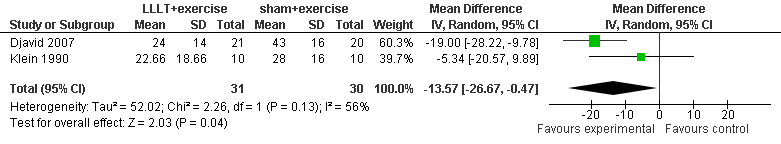 LLLT+exercise sham+exercise Mean Difference Mean Difference
Study or Subgroup Mean SD Total Mean SD Total Weight IV, Random, 95% CI IV, Random, 95% CI
Djavid 2007 24 14 21 43 16 20 60.3% -19.00 [-28.22, -9.78]
Klein 1990 22.66 18.66 10 28 16 10 39.7% -5.34 [-20.57, 9.89]
Total (95% CI) 31 30 100.0% -13.57 [-26.67, -0.47]
Heterogeneity: Tau² = 52.02; Chi² = 2.26, df = 1 (P = 0.13); I² = 56%
Test for overall effect: Z = 2.03 (P = 0.04)
-20 -10 0 10 20
Favours experimental Favours control